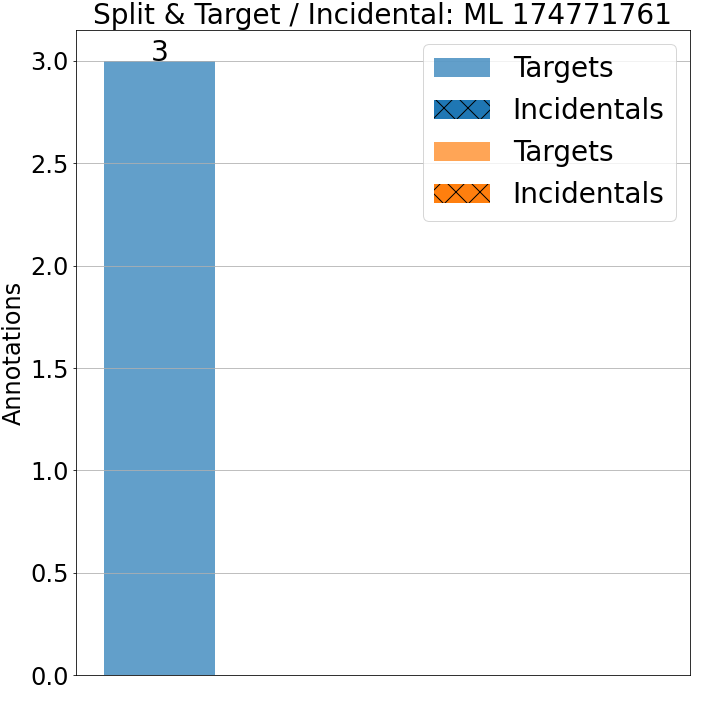 Split & Target / Incidental: ML 174771761
3
3.0
2.5
2.0
1.5
1.0
0.5
0.0
Annotations
Targets
Incidentals
Targets
Incidentals